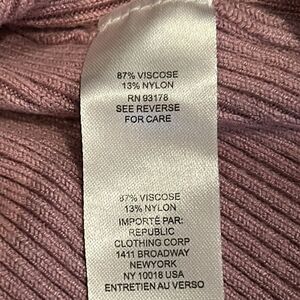 87% VISCOSE
13% NYLON
RN 93178
SEE REVERSE
FOR CARE
87% VISCOSE
13% NYLON
IMPORTÉ PAR:
REPUBLIC
CLOTHING CORP
1411 BROADWAY
NEWYORK
NY 10018 USA
ENTRETIEN AU VERSO